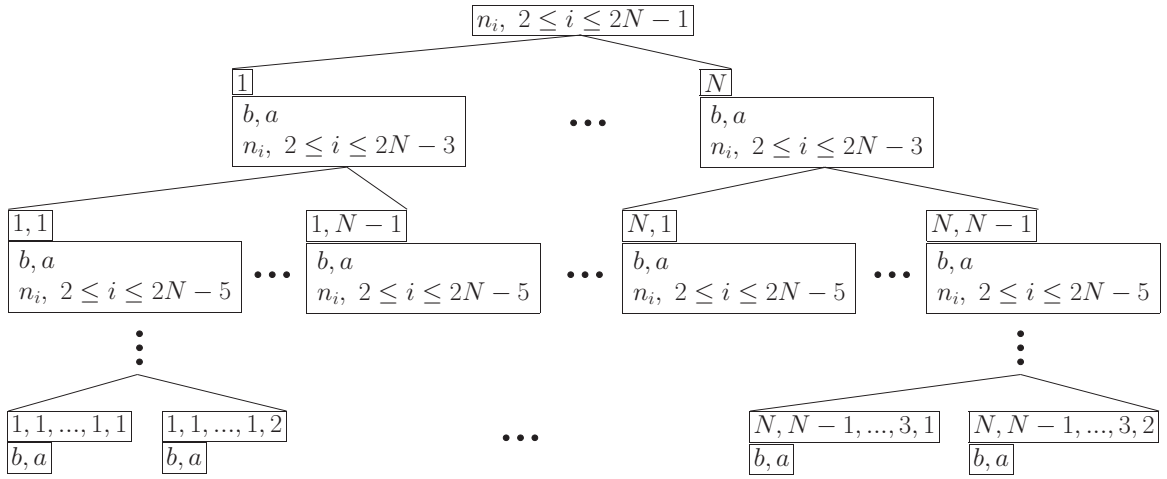 n_i, 2 ≤ i ≤ 2N − 1
1
N
b, a
n_i, 2 ≤ i ≤ 2N − 3
...
b, a
n_i, 2 ≤ i ≤ 2N − 3
1, 1
1, N − 1
N, 1
N, N − 1
b, a
n_i, 2 ≤ i ≤ 2N − 5
...
b, a
n_i, 2 ≤ i ≤ 2N − 5
...
b, a
n_i, 2 ≤ i ≤ 2N − 5
...
b, a
n_i, 2 ≤ i ≤ 2N − 5
1, 1, ..., 1, 1
1, 1, ..., 1, 2
...
N, N − 1, ..., 3, 1
N, N − 1, ..., 3, 2
b, a
b, a
b, a
b, a